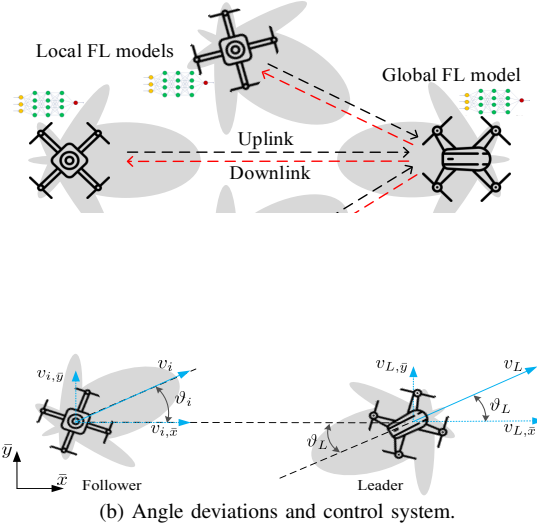 Local FL models
Global FL model
Uplink
Downlink
v_{i,ȳ}
v_i
ϑ_i
v_{i,x̄}
v_{L,ȳ}
v_L
ϑ_L
v_{L,x̄}
ϑ_L
ȳ
x̄
Follower
Leader
(b) Angle deviations and control system.